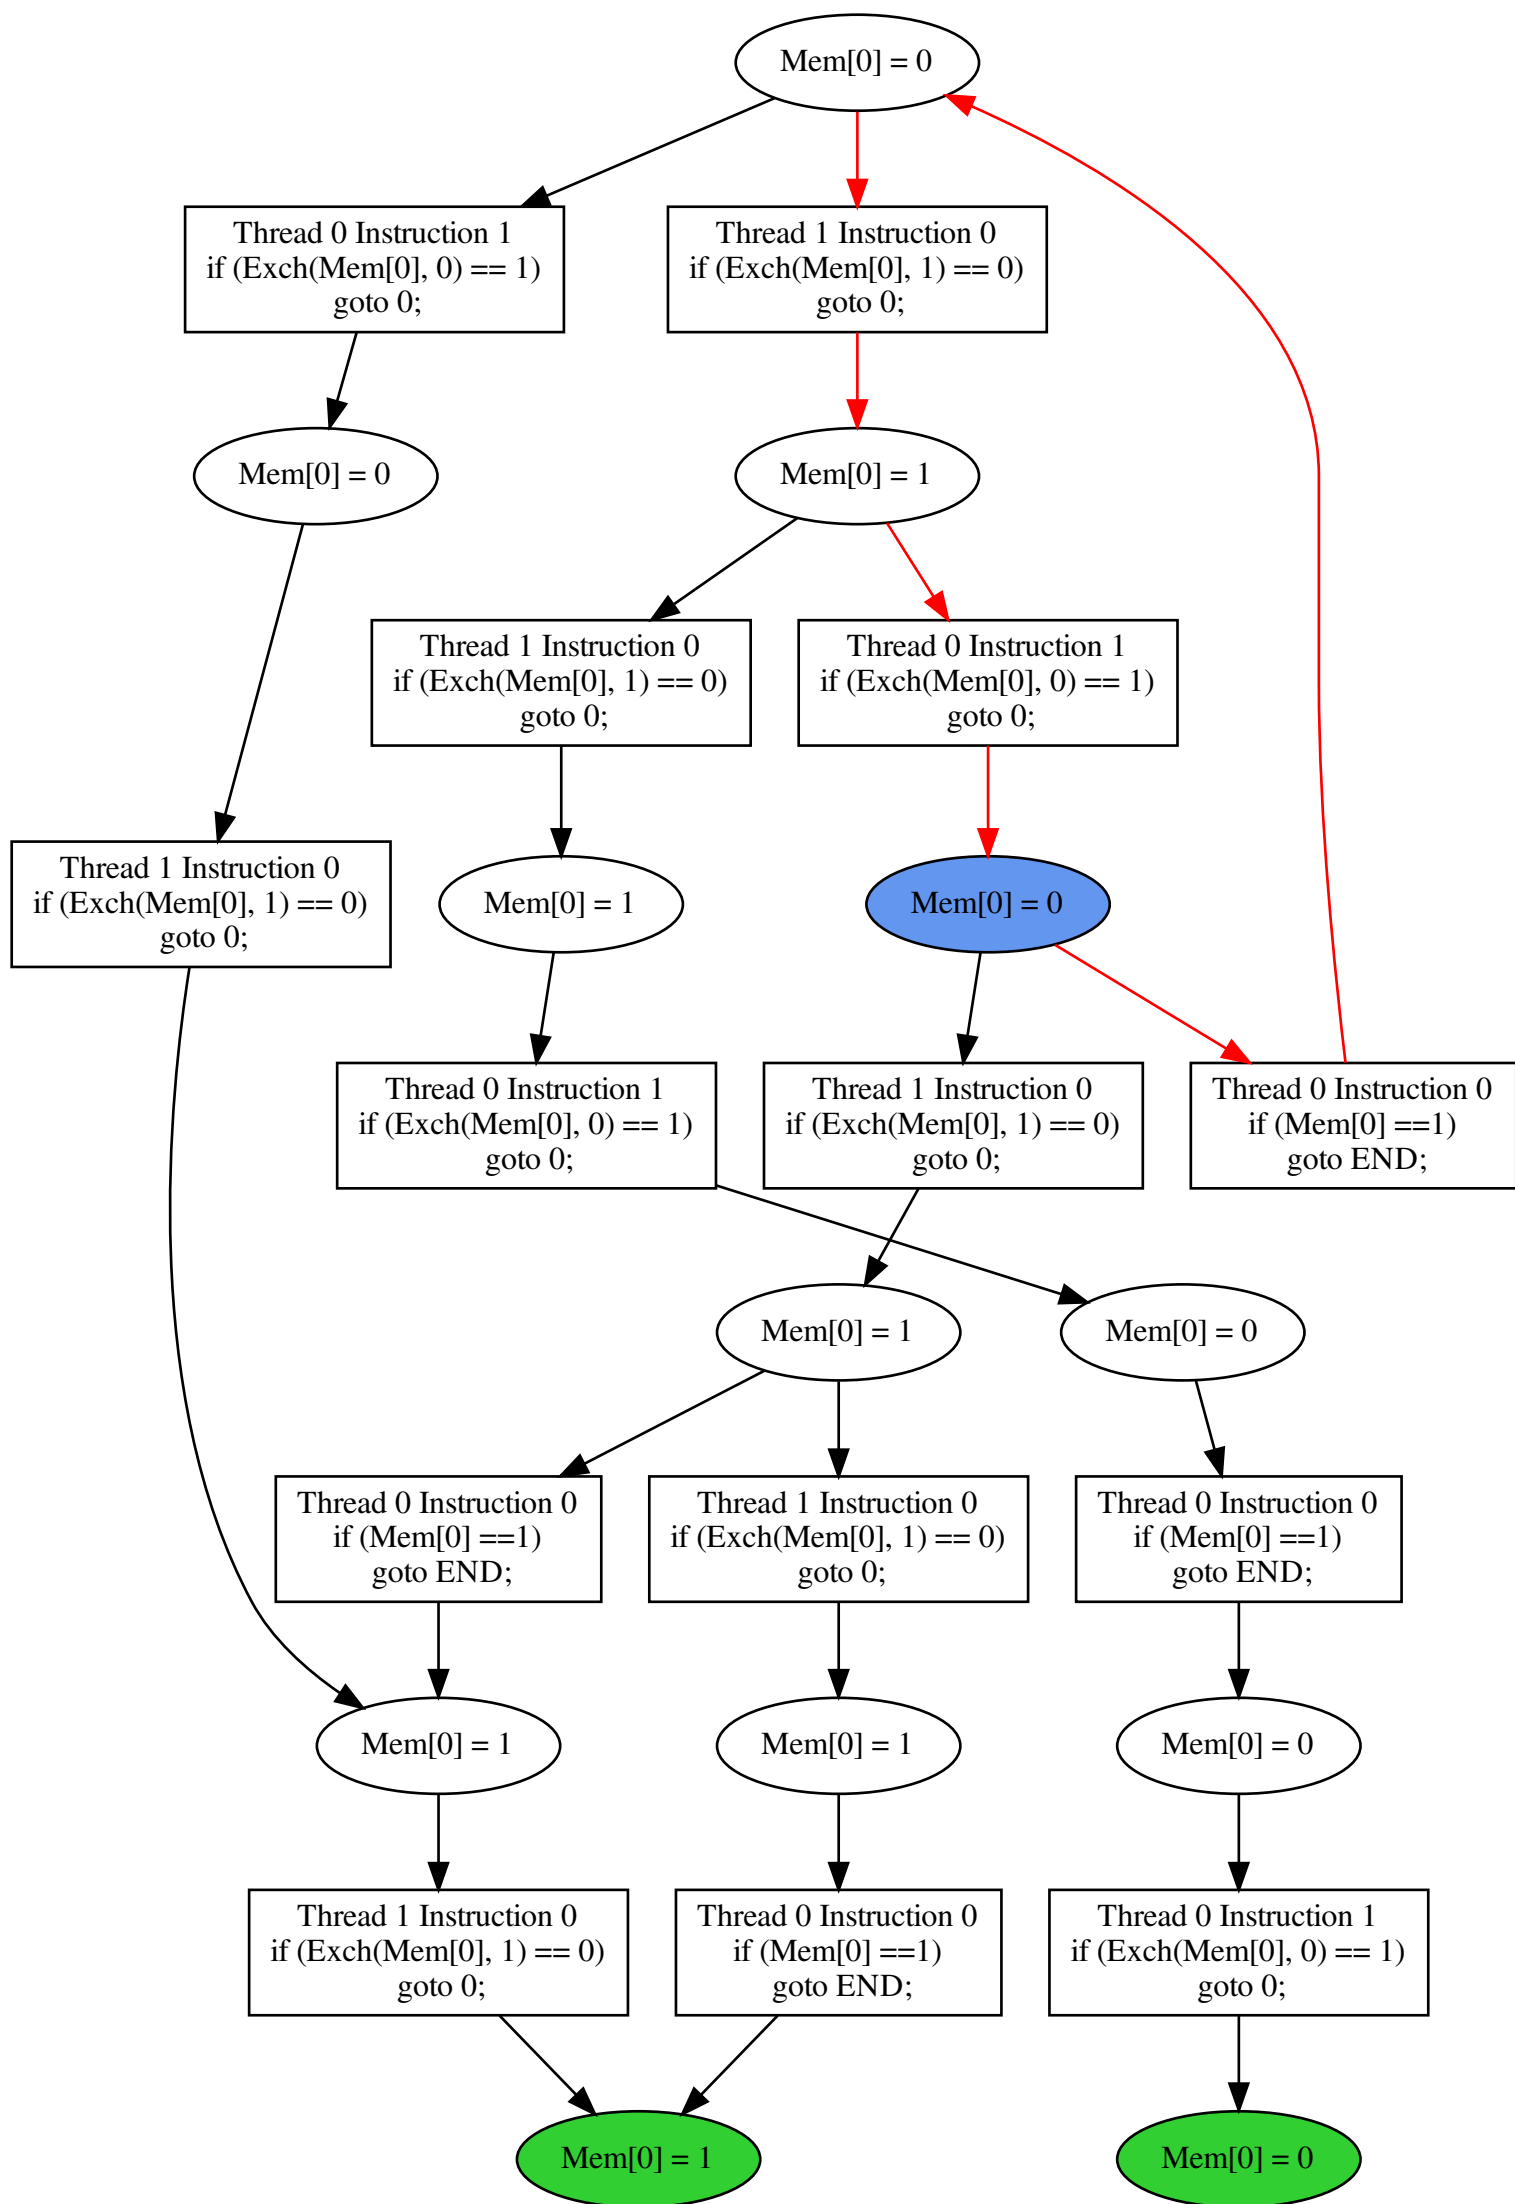 Mem[0] = 0
Thread 0 Instruction 1
if (Exch(Mem[0], 0) == 1)
goto 0;
Thread 1 Instruction 0
if (Exch(Mem[0], 1) == 0)
goto 0;
Mem[0] = 0
Mem[0] = 1
Thread 1 Instruction 0
if (Exch(Mem[0], 1) == 0)
goto 0;
Thread 0 Instruction 1
if (Exch(Mem[0], 0) == 1)
goto 0;
Thread 1 Instruction 0
if (Exch(Mem[0], 1) == 0)
goto 0;
Mem[0] = 1
Mem[0] = 0
Thread 0 Instruction 1
if (Exch(Mem[0], 0) == 1)
goto 0;
Thread 1 Instruction 0
if (Exch(Mem[0], 1) == 0)
goto 0;
Thread 0 Instruction 0
if (Mem[0] ==1)
goto END;
Mem[0] = 1
Mem[0] = 0
Thread 0 Instruction 0
if (Mem[0] ==1)
goto END;
Thread 1 Instruction 0
if (Exch(Mem[0], 1) == 0)
goto 0;
Thread 0 Instruction 0
if (Mem[0] ==1)
goto END;
Mem[0] = 1
Mem[0] = 1
Mem[0] = 0
Thread 1 Instruction 0
if (Exch(Mem[0], 1) == 0)
goto 0;
Thread 0 Instruction 0
if (Mem[0] ==1)
goto END;
Thread 0 Instruction 1
if (Exch(Mem[0], 0) == 1)
goto 0;
Mem[0] = 1
Mem[0] = 0